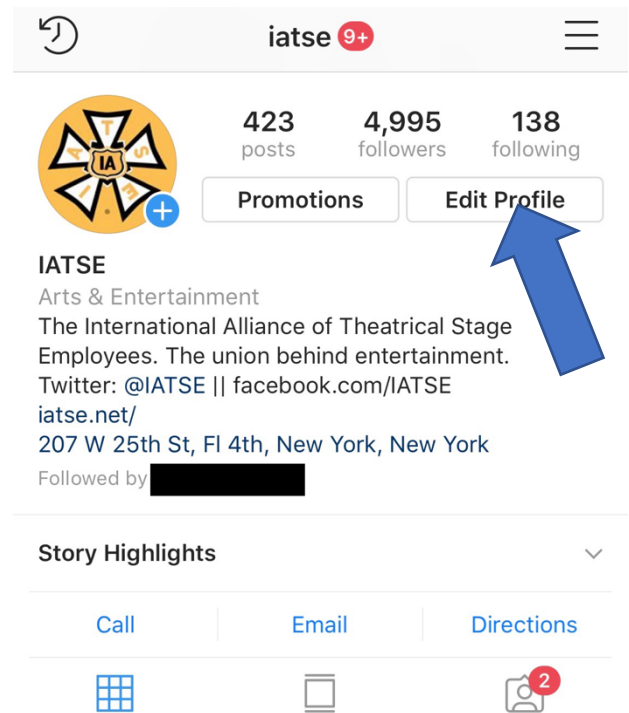 iatse 9+
423 4,995 138
posts followers following
Promotions Edit Profile
I A T S E
IA
IATSE
Arts & Entertainment
The International Alliance of Theatrical Stage
Employees. The union behind entertainment.
Twitter: @IATSE || facebook.com/IATSE
iatse.net/
207 W 25th St, Fl 4th, New York, New York
Followed by
Story Highlights
Call Email Directions
2